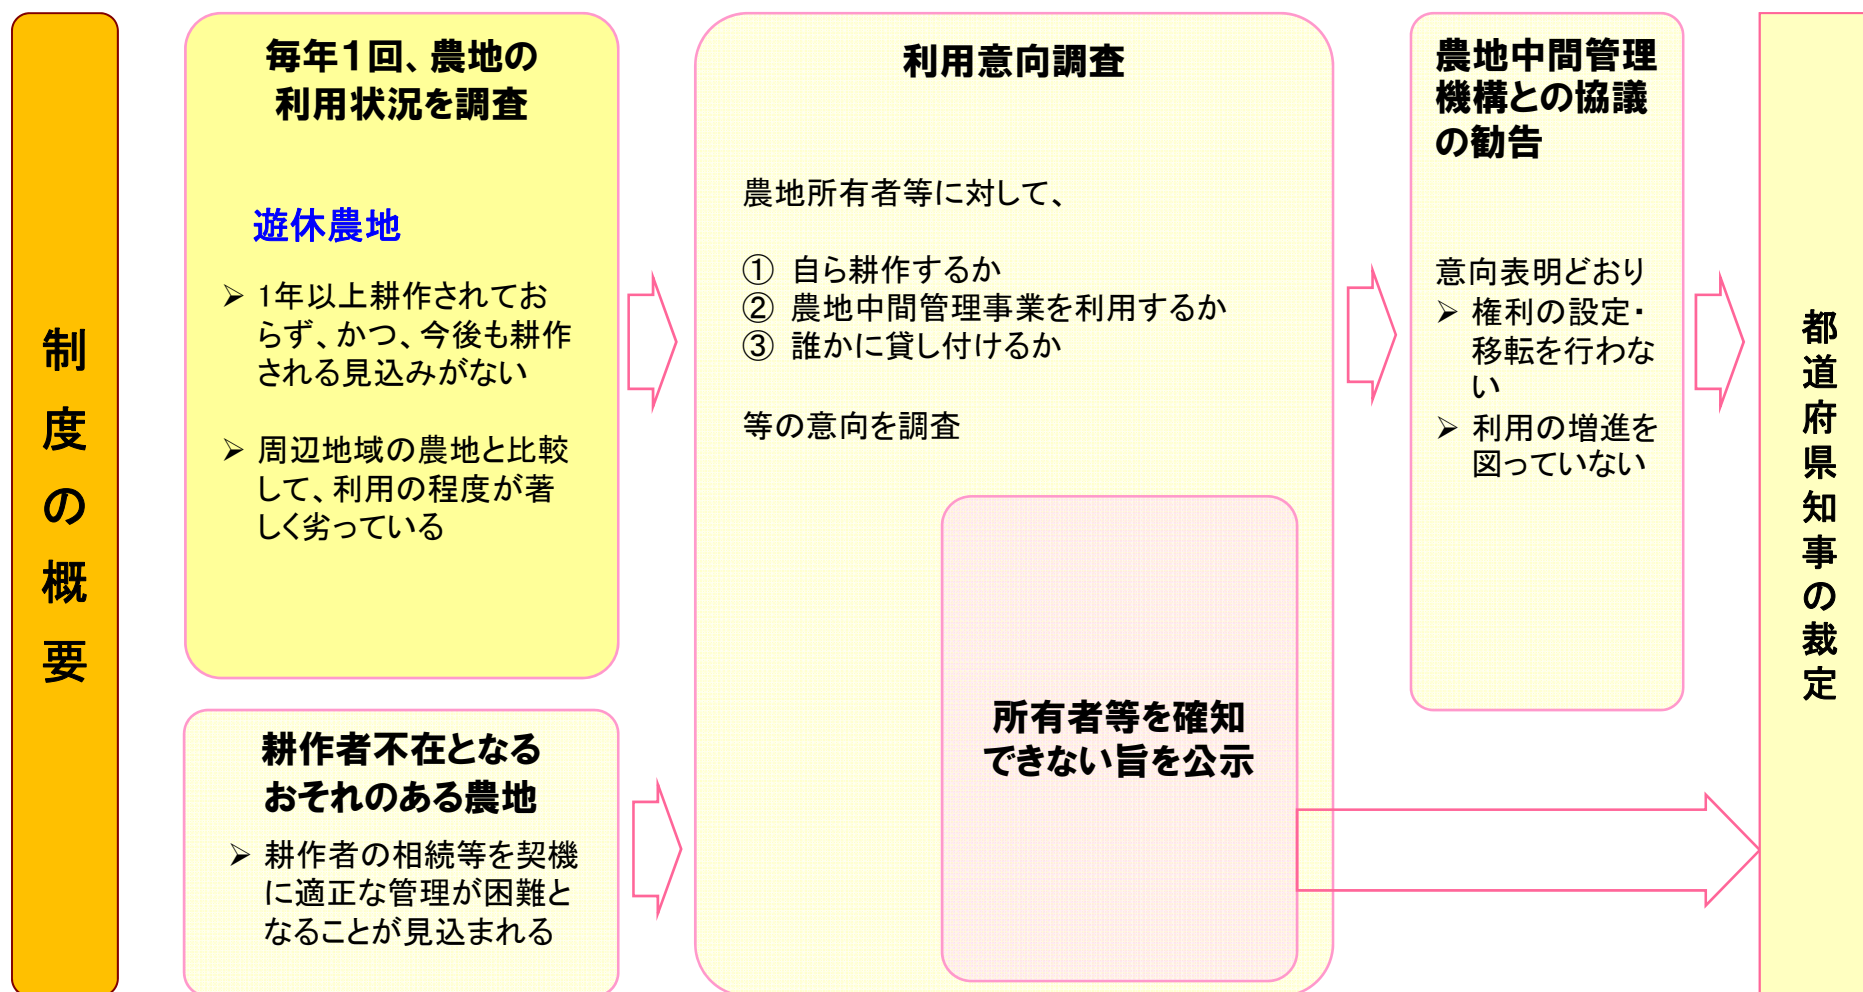 制度の概要
毎年１回、農地の
利用状況を調査
遊休農地
➢ 1年以上耕作されてお
らず、かつ、今後も耕作
される見込みがない
➢ 周辺地域の農地と比較
して、利用の程度が著
しく劣っている
耕作者不在となる
おそれのある農地
➢ 耕作者の相続等を契機
に適正な管理が困難と
なることが見込まれる
利用意向調査
農地所有者等に対して、
① 自ら耕作するか
② 農地中間管理事業を利用するか
③ 誰かに貸し付けるか
等の意向を調査
所有者等を確知
できない旨を公示
農地中間管理
機構との協議
の勧告
意向表明どおり
➢ 権利の設定・
移転を行わな
い
➢ 利用の増進を
図っていない
都道府県知事の裁定